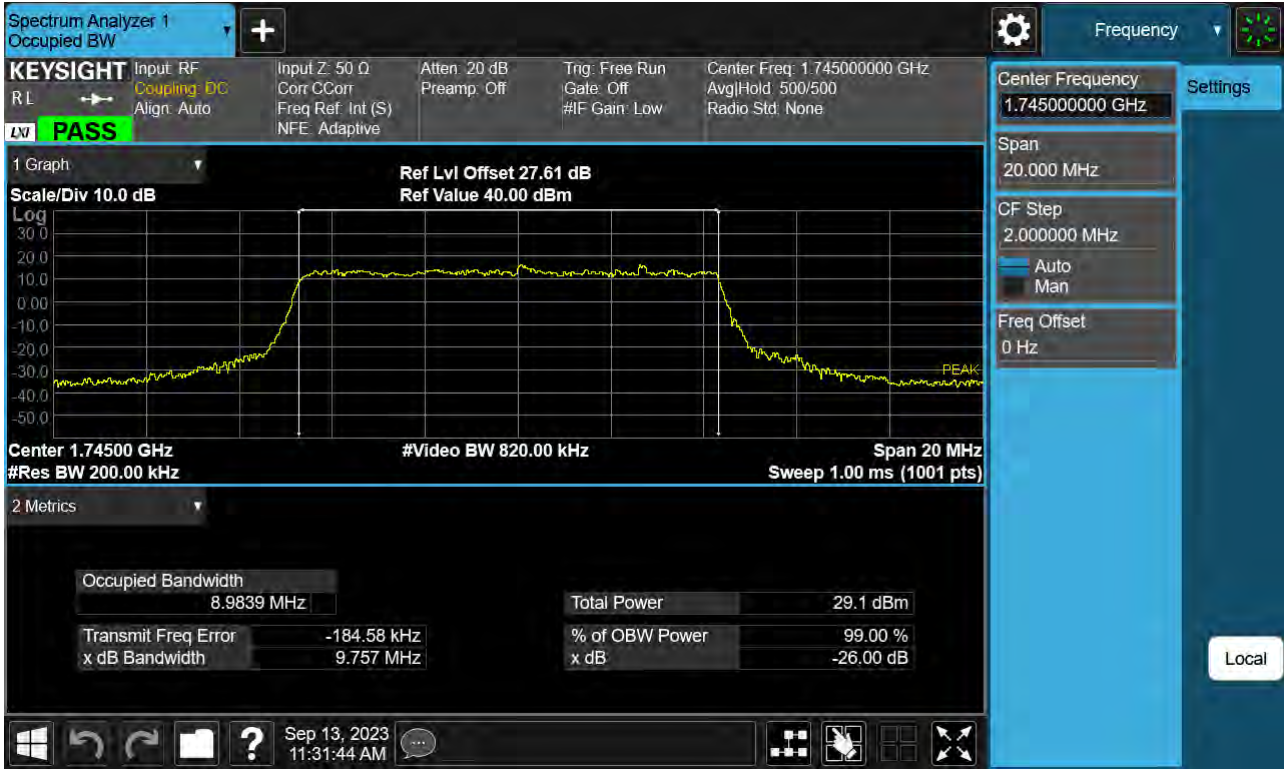 Spectrum Analyzer 1
Occupied BW
Frequency
KEYSIGHT
RL
LXI
PASS
Input: RF
Coupling: DC
Align: Auto
Input Z: 50 Ω
Corr CCorr
Freq Ref: Int (S)
NFE: Adaptive
Atten: 20 dB
Preamp: Off
Trig: Free Run
Gate: Off
#IF Gain: Low
Center Freq: 1.745000000 GHz
Avg|Hold: 500/500
Radio Std: None
Center Frequency
1.745000000 GHz
Settings
Span
20.000 MHz
CF Step
2.000000 MHz
Auto
Man
Freq Offset
0 Hz
1 Graph
Ref Lvl Offset 27.61 dB
Scale/Div 10.0 dB
Ref Value 40.00 dBm
Log
30.0
20.0
10.0
0.00
-10.0
-20.0
-30.0
-40.0
-50.0
PEAK
Center 1.74500 GHz
#Video BW 820.00 kHz
Span 20 MHz
#Res BW 200.00 kHz
Sweep 1.00 ms (1001 pts)
2 Metrics
Occupied Bandwidth
8.9839 MHz
Total Power 29.1 dBm
Transmit Freq Error -184.58 kHz
% of OBW Power 99.00 %
x dB Bandwidth 9.757 MHz
x dB -26.00 dB
Local
?
Sep 13, 2023
11:31:44 AM